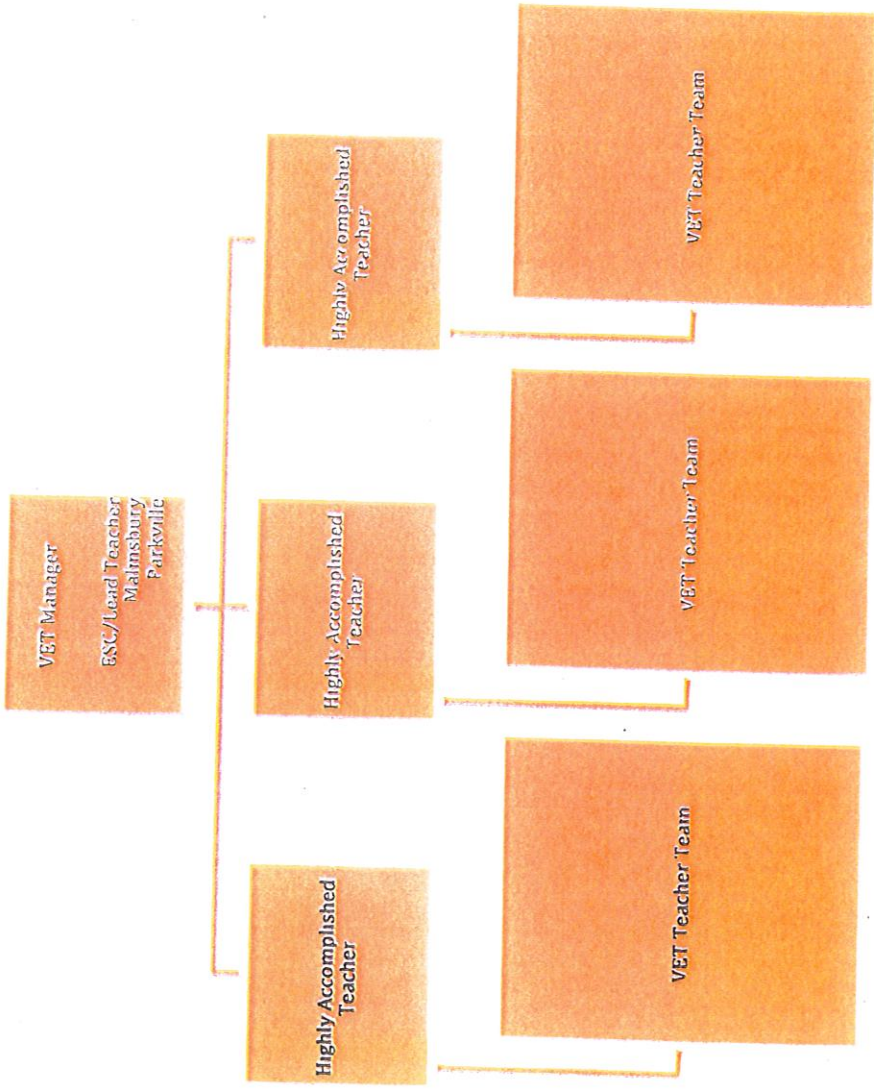 VET Manager
ESC/Lead Teacher
Malmsbury
Parkville
Highly Accomplished
Teacher
Highly Accomplished
Teacher
Highly Accomplished
Teacher
VET Teacher Team
VET Teacher Team
VET Teacher Team